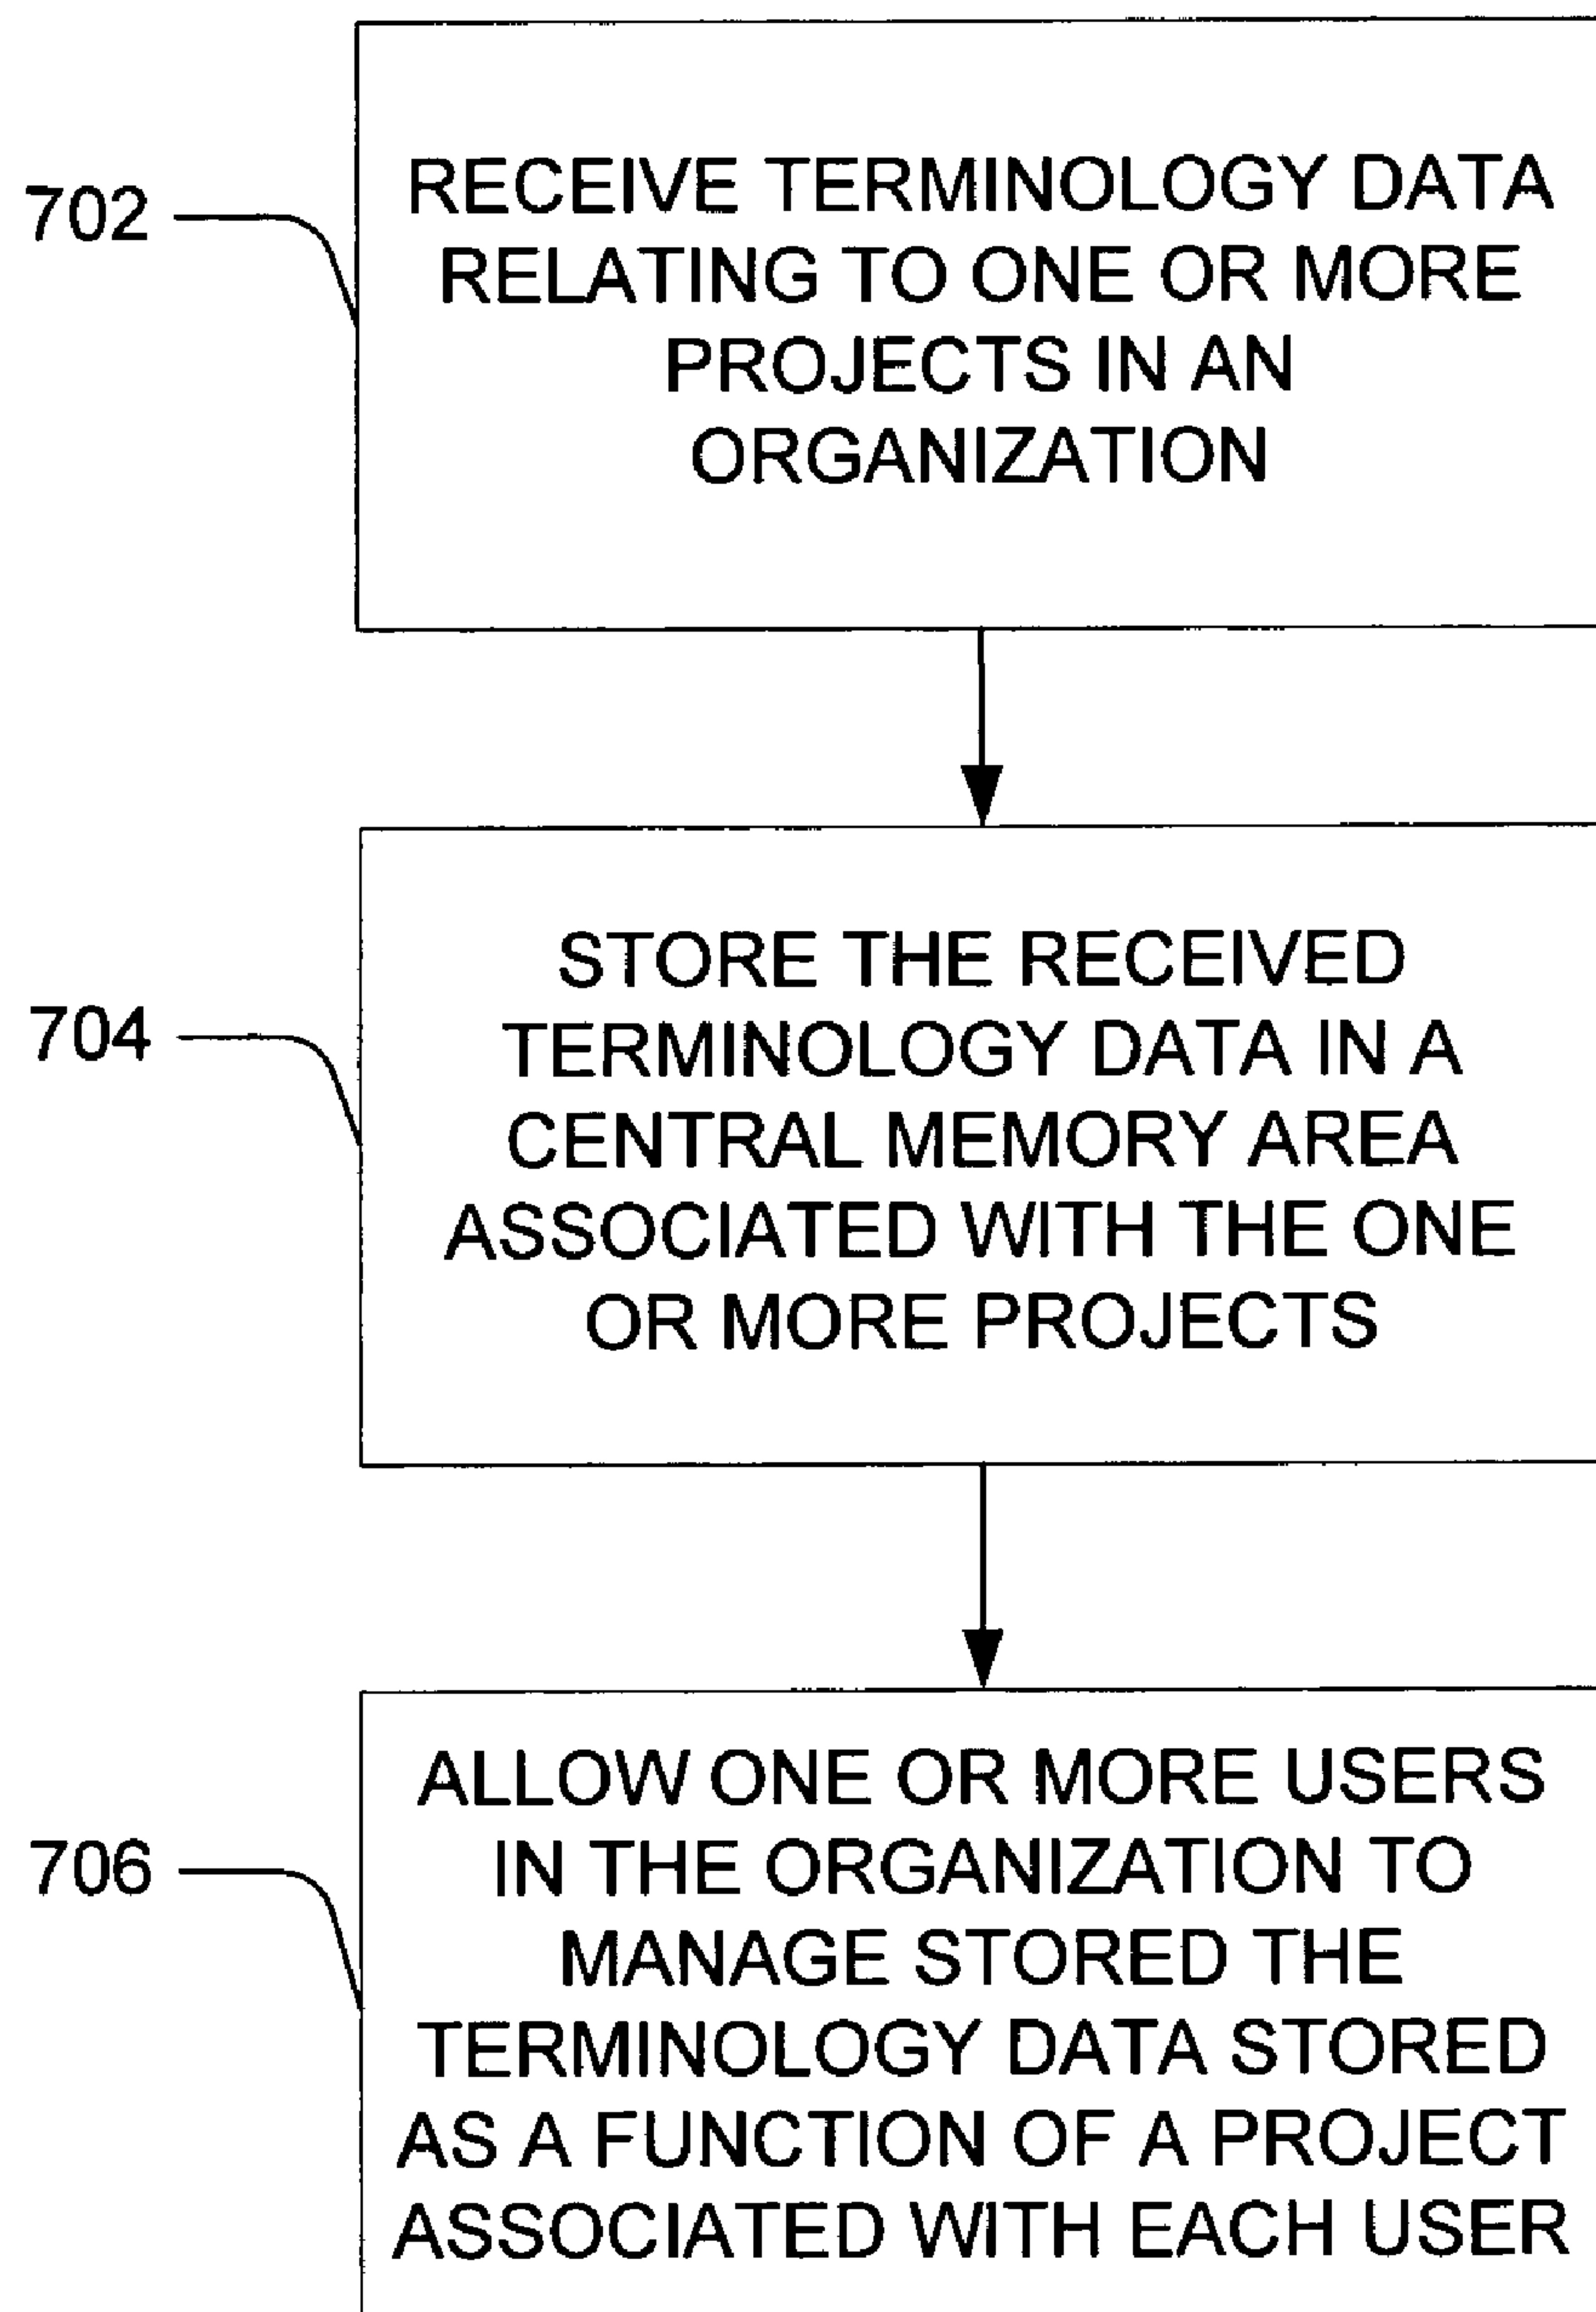 702
RECEIVE TERMINOLOGY DATA
RELATING TO ONE OR MORE
PROJECTS IN AN
ORGANIZATION
704
STORE THE RECEIVED
TERMINOLOGY DATA IN A
CENTRAL MEMORY AREA
ASSOCIATED WITH THE ONE
OR MORE PROJECTS
706
ALLOW ONE OR MORE USERS
IN THE ORGANIZATION TO
MANAGE STORED THE
TERMINOLOGY DATA STORED
AS A FUNCTION OF A PROJECT
ASSOCIATED WITH EACH USER